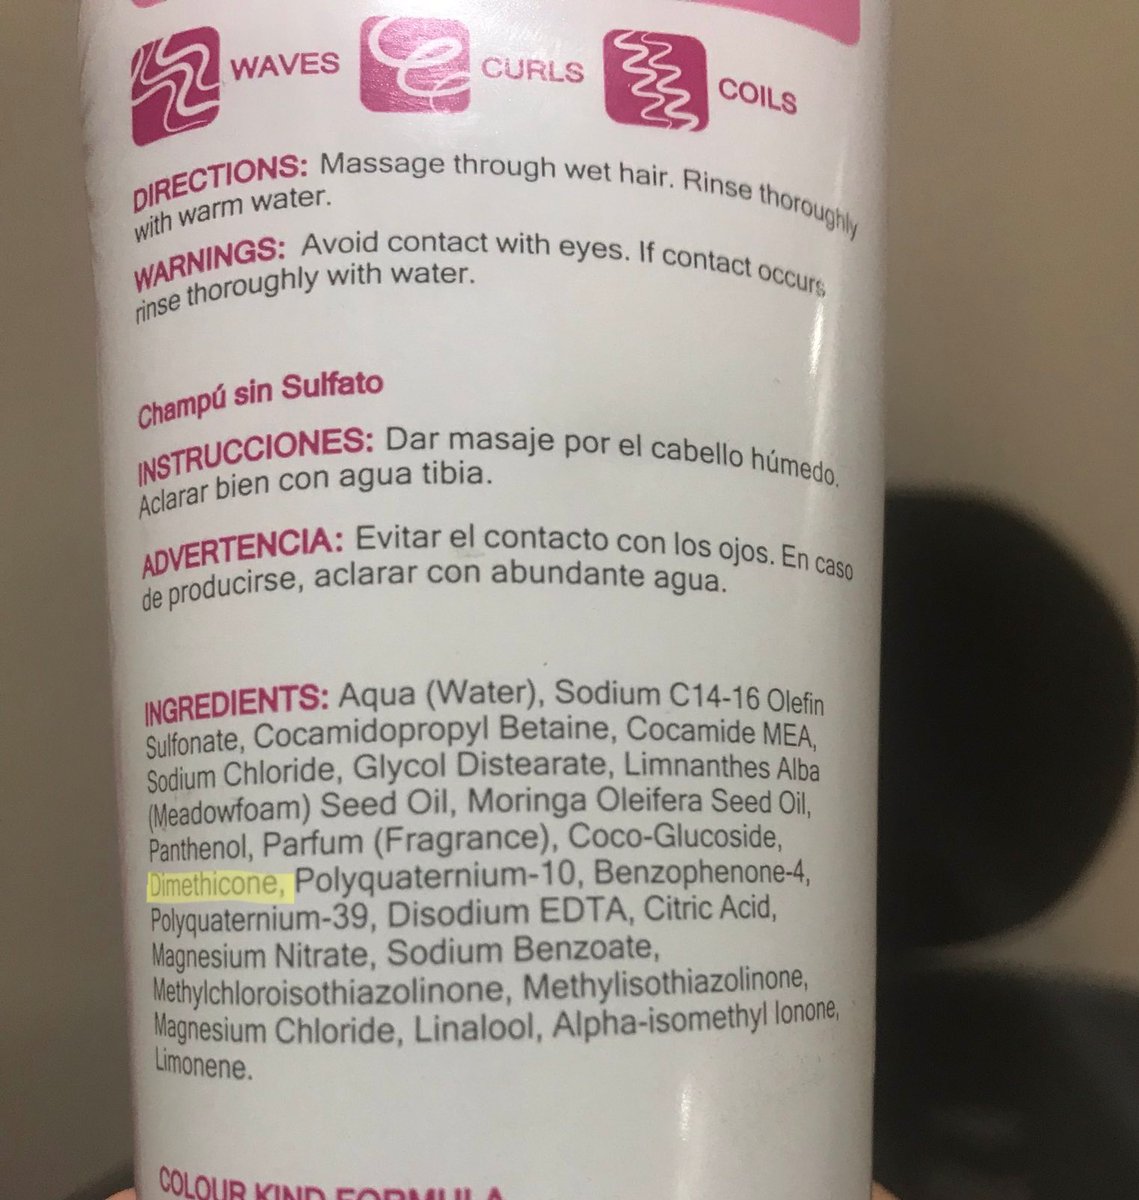 WAVES CURLS COILS
DIRECTIONS: Massage through wet hair. Rinse thoroughly
with warm water.
WARNINGS: Avoid contact with eyes. If contact occurs
rinse thoroughly with water.
Champú sin Sulfato
INSTRUCCIONES: Dar masaje por el cabello húmedo.
Aclarar bien con agua tibia.
ADVERTENCIA: Evitar el contacto con los ojos. En caso
de producirse, aclarar con abundante agua.
INGREDIENTS: Aqua (Water), Sodium C14-16 Olefin
Sulfonate, Cocamidopropyl Betaine, Cocamide MEA,
Sodium Chloride, Glycol Distearate, Limnanthes Alba
(Meadowfoam) Seed Oil, Moringa Oleifera Seed Oil,
Panthenol, Parfum (Fragrance), Coco-Glucoside,
Dimethicone, Polyquaternium-10, Benzophenone-4,
Polyquaternium-39, Disodium EDTA, Citric Acid,
Magnesium Nitrate, Sodium Benzoate,
Methylchloroisothiazolinone, Methylisothiazolinone,
Magnesium Chloride, Linalool, Alpha-isomethyl Ionone,
Limonene.
COLOUR KIND FORMULA